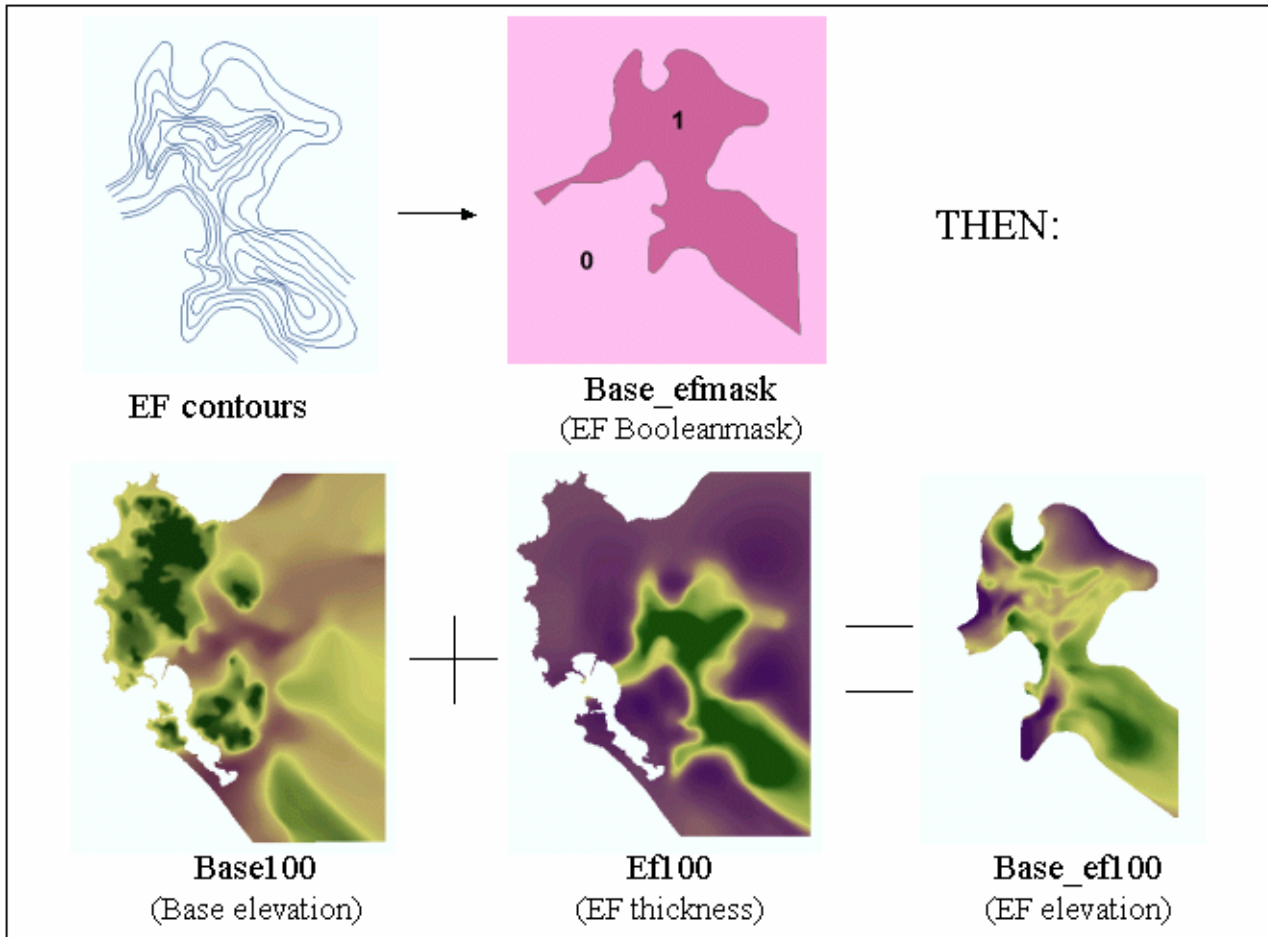 1
0
THEN:
EF contours
Base_efmask
(EF Booleanmask)
Base100
(Base elevation)
Ef100
(EF thickness)
Base_ef100
(EF elevation)